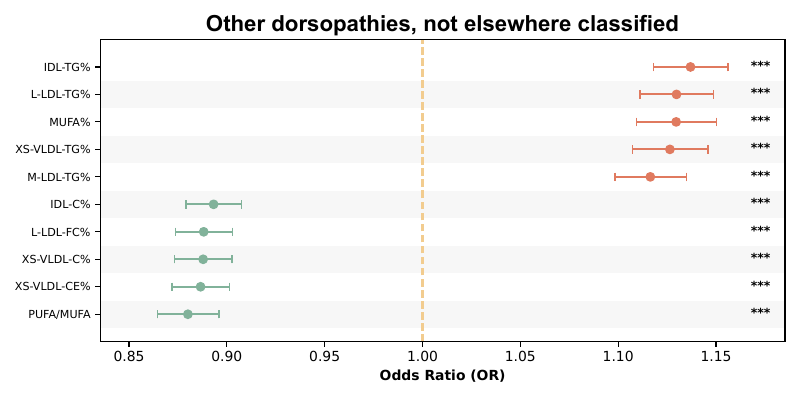 Other dorsopathies, not elsewhere classified
IDL-TG% ***
L-LDL-TG% ***
MUFA% ***
XS-VLDL-TG% ***
M-LDL-TG% ***
IDL-C% ***
L-LDL-FC% ***
XS-VLDL-C% ***
XS-VLDL-CE% ***
PUFA/MUFA ***
0.85 0.90 0.95 1.00 1.05 1.10 1.15
Odds Ratio (OR)